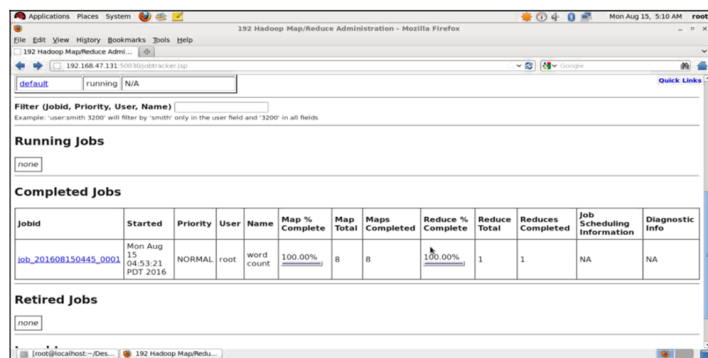 Applications Places System Mon Aug 15, 5:10 AM root
192 Hadoop Map/Reduce Administration - Mozilla Firefox
File Edit View History Bookmarks Tools Help
192 Hadoop Map/Reduce Admi...
192.168.47.131:50030/jobtracker.jsp Google
default running N/A Quick Links
Filter (Jobid, Priority, User, Name)
Example: 'user:smith 3200' will filter by 'smith' only in the user field and '3200' in all fields
Running Jobs
none
Completed Jobs
Jobid Started Priority User Name Map % Complete Map Total Maps Completed Reduce % Complete Reduce Total Reduces Completed Job Scheduling Information Diagnostic Info
job_201608150445_0001 Mon Aug 15 04:53:21 PDT 2016 NORMAL root word count 100.00% 8 8 100.00% 1 1 NA NA
Retired Jobs
none
[root@localhost:~/Des... 192 Hadoop Map/Redu...